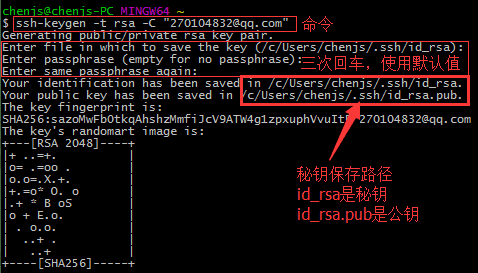 chenjs@chenjs-PC MINGW64 ~
$ ssh-keygen -t rsa -C "270104832@qq.com" 命令
Generating public/private rsa key pair.
Enter file in which to save the key (/c/Users/chenjs/.ssh/id_rsa):
Enter passphrase (empty for no passphrase): 三次回车，使用默认值
Enter same passphrase again:
Your identification has been saved in /c/Users/chenjs/.ssh/id_rsa.
Your public key has been saved in /c/Users/chenjs/.ssh/id_rsa.pub.
The key fingerprint is:
270104832@qq.com
The key's randomart image is:
+---[RSA 2048]----+
|+ ..=+. |
|o= .=oo . |
|o.o=.X.+. |
|+.=o* O. o |
|.+ * B oS |
|o + E.o. |
| . o.o. |
| ..+ . |
| ..+ |
+----[SHA256]-----+
秘钥保存路径
id_rsa是秘钥
id_rsa.pub是公钥